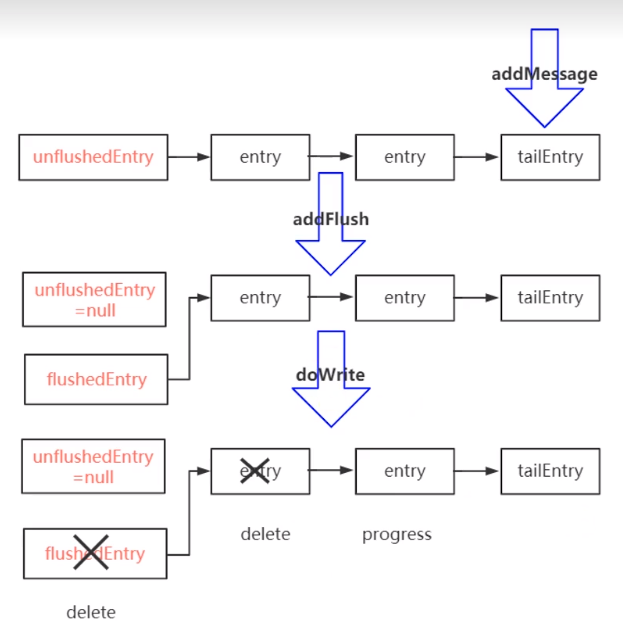 addMessage
unflushedEntry
entry
entry
tailEntry
addFlush
unflushedEntry
=null
entry
entry
tailEntry
flushedEntry
doWrite
unflushedEntry
=null
entry
entry
tailEntry
delete
progress
flushedEntry
delete